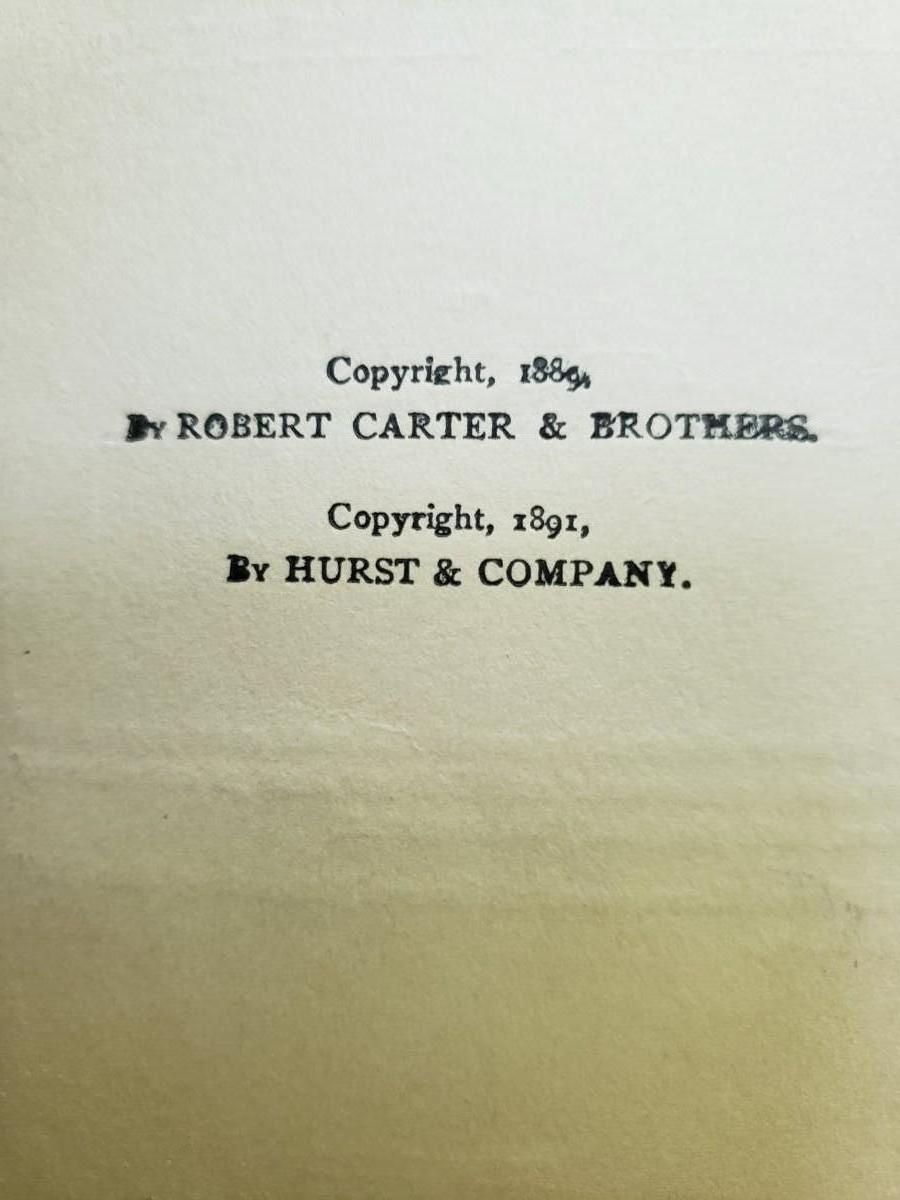 Copyright, 1889,
By ROBERT CARTER & BROTHERS.
Copyright, 1891,
By HURST & COMPANY.